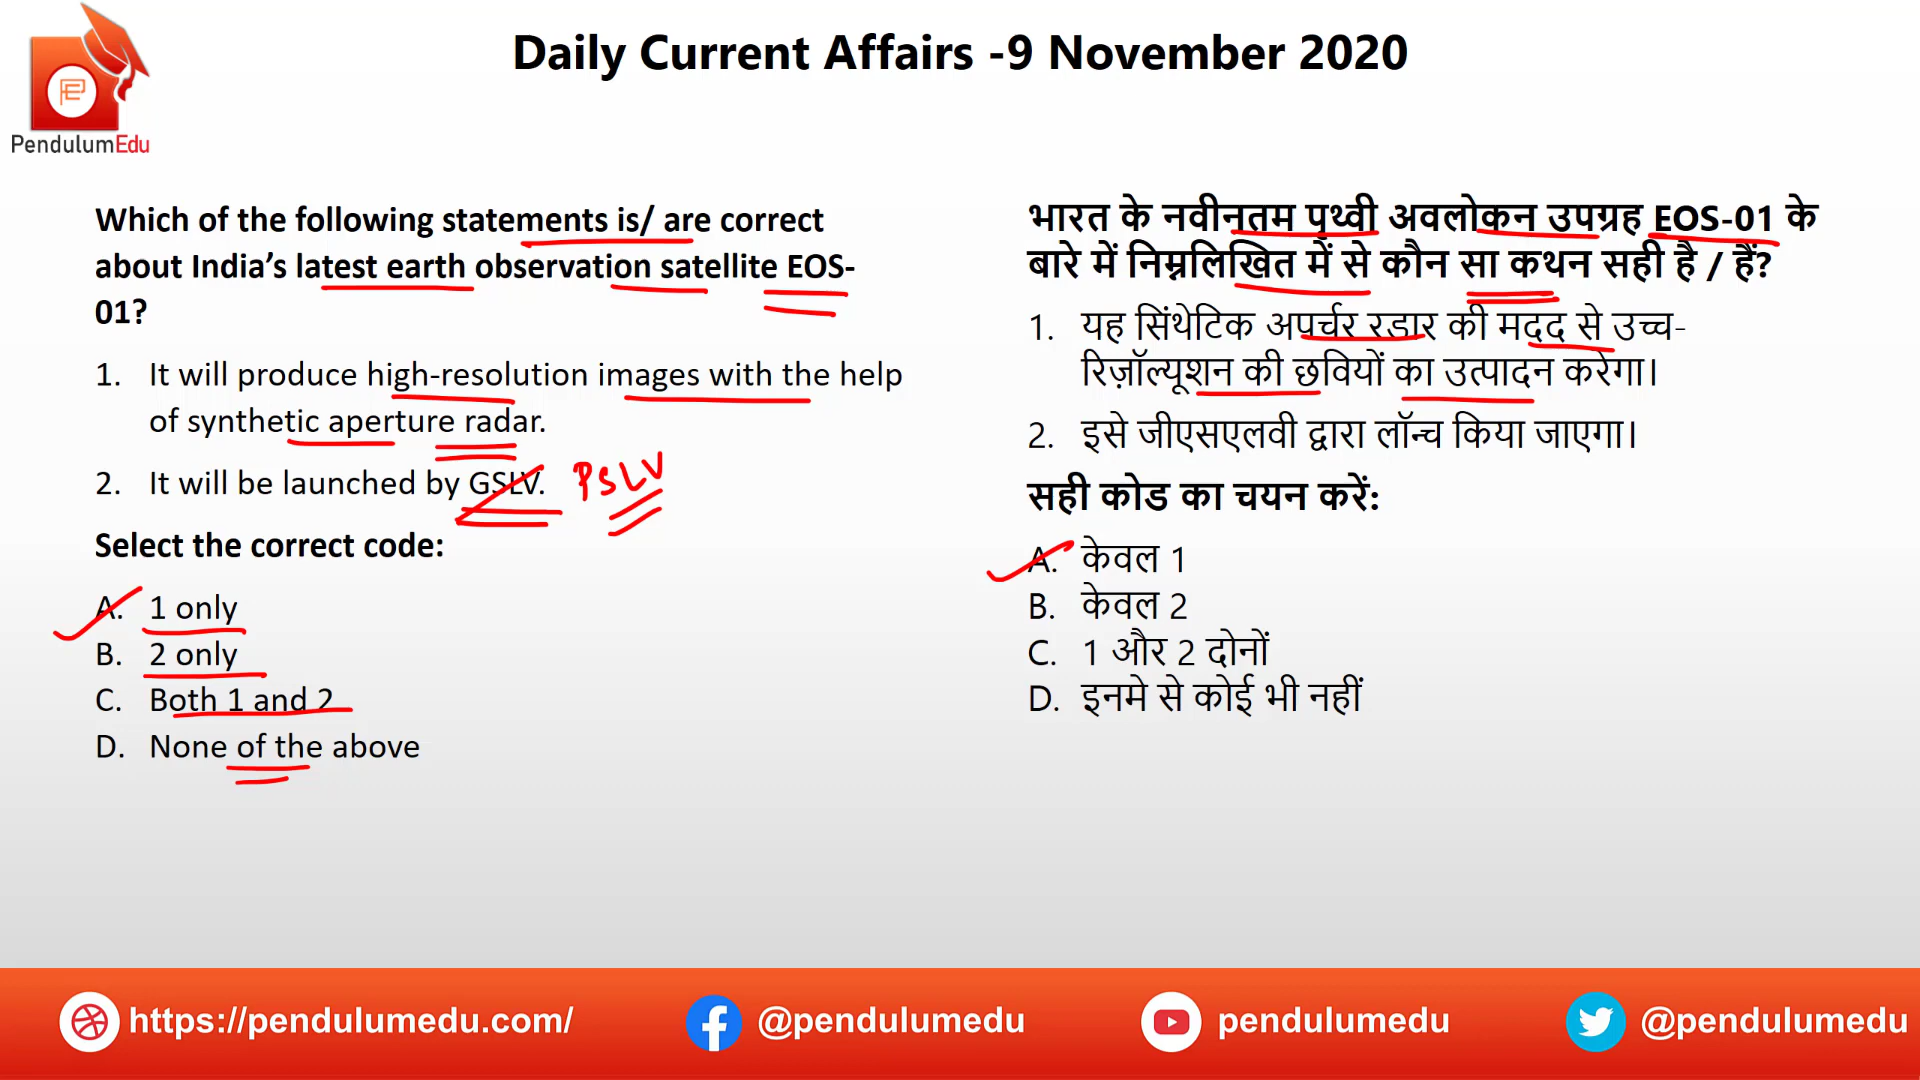 Daily Current Affairs -9 November 2020
PendulumEdu
Which of the following statements is/ are correct
about India's latest earth observation satellite EOS-
01?
1. It will produce high-resolution images with the help
of synthetic aperture radar.
2. It will be launched by GSLV. PSLV
Select the correct code:
A. 1 only
B. 2 only
C. Both 1 and 2
D. None of the above
भारत के नवीनतम पृथ्वी अवलोकन उपग्रह EOS-01 के
बारे में निम्नलिखित में से कौन सा कथन सही है / हैं?
1. यह सिंथेटिक अपर्चर रडार की मदद से उच्च-
रिज़ॉल्यूशन की छवियों का उत्पादन करेगा।
2. इसे जीएसएलवी द्वारा लॉन्च किया जाएगा।
सही कोड का चयन करें:
A. केवल 1
B. केवल 2
C. 1 और 2 दोनों
D. इनमे से कोई भी नहीं
https://pendulumedu.com/ @pendulumedu pendulumedu @pendulumedu